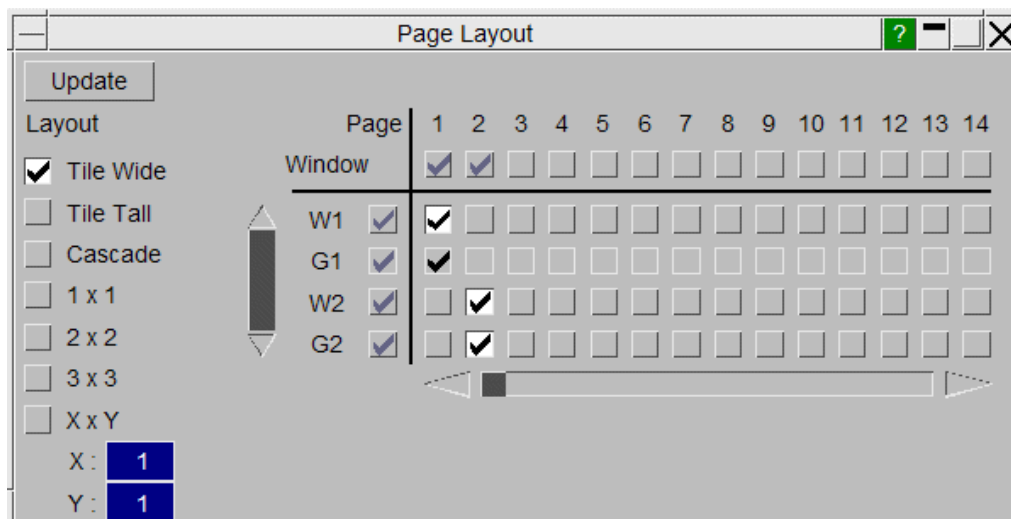 Page Layout ?
Update
Layout
Page 1 2 3 4 5 6 7 8 9 10 11 12 13 14
Tile Wide
Window
Tile Tall
W1
Cascade
G1
1 x 1
W2
2 x 2
G2
3 x 3
X x Y
X : 1
Y : 1